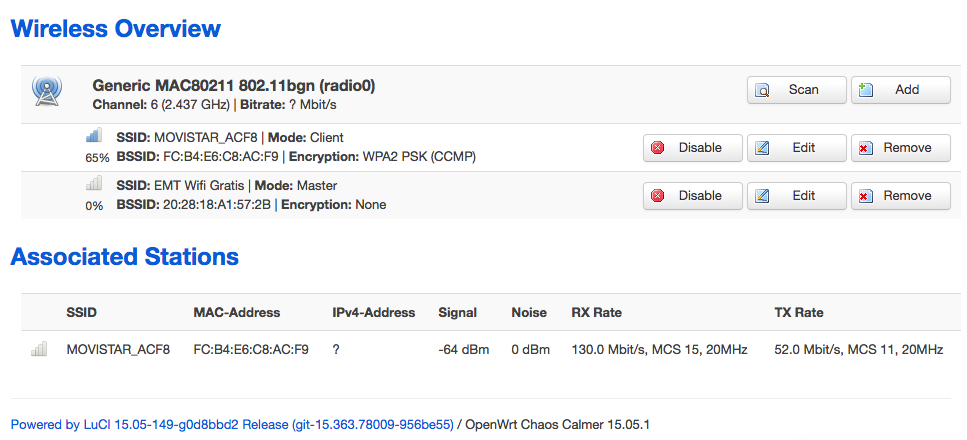 Wireless Overview
Generic MAC80211 802.11bgn (radio0)
Channel: 6 (2.437 GHz) | Bitrate: ? Mbit/s
Scan
Add
SSID: MOVISTAR_ACF8 | Mode: Client
65% BSSID: FC:B4:E6:C8:AC:F9 | Encryption: WPA2 PSK (CCMP)
Disable
Edit
Remove
SSID: EMT Wifi Gratis | Mode: Master
0% BSSID: 20:28:18:A1:57:2B | Encryption: None
Disable
Edit
Remove
Associated Stations
SSID MAC-Address IPv4-Address Signal Noise RX Rate TX Rate
MOVISTAR_ACF8 FC:B4:E6:C8:AC:F9 ? -64 dBm 0 dBm 130.0 Mbit/s, MCS 15, 20MHz 52.0 Mbit/s, MCS 11, 20MHz
Powered by LuCI 15.05-149-g0d8bbd2 Release (git-15.363.78009-956be55) / OpenWrt Chaos Calmer 15.05.1